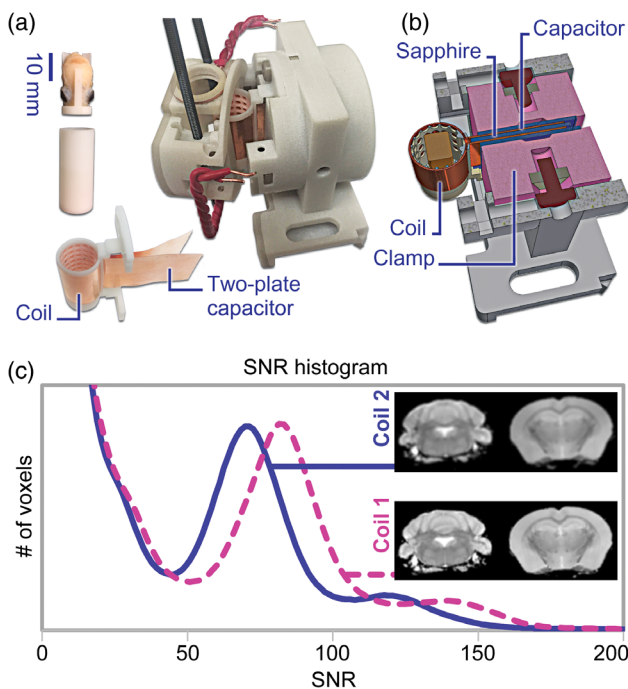 (a)
10 mm
Coil
Two-plate
capacitor
(b)
Capacitor
Sapphire
Coil
Clamp
(c)
SNR histogram
# of voxels
Coil 2
Coil 1
0
50
100
150
200
SNR